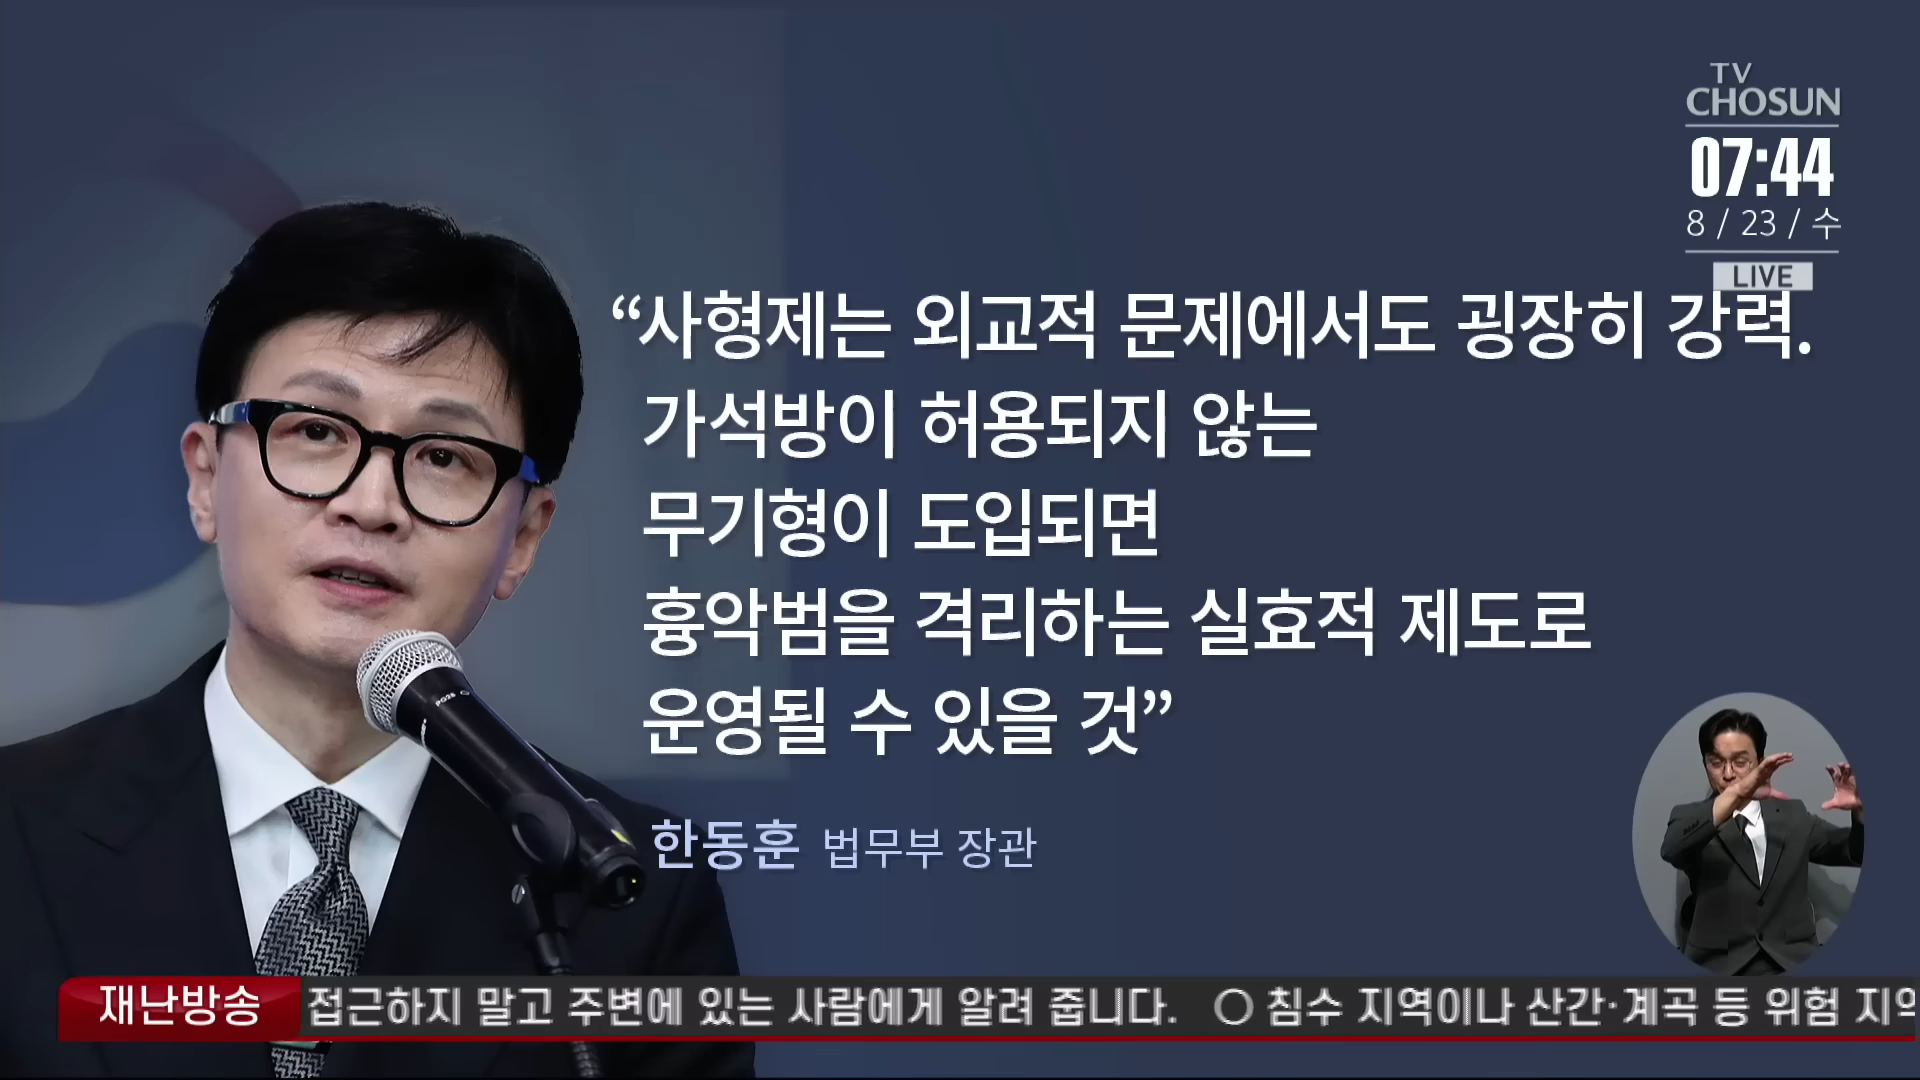 TV
CHOSUN
07:44
8 / 23 / 수
LIVE
“사형제는 외교적 문제에서도 굉장히 강력.
가석방이 허용되지 않는
무기형이 도입되면
흉악범을 격리하는 실효적 제도로
운영될 수 있을 것”
한동훈 법무부 장관
재난방송 접근하지 말고 주변에 있는 사람에게 알려 줍니다. ○ 침수 지역이나 산간·계곡 등 위험 지역